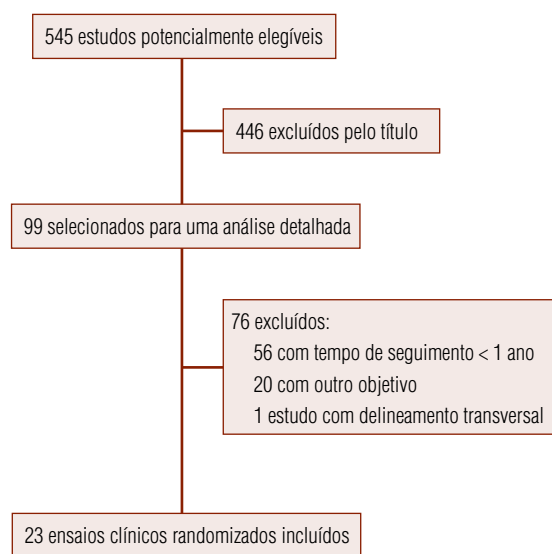 545 estudos potencialmente elegíveis
446 excluídos pelo título
99 selecionados para uma análise detalhada
76 excluídos:
56 com tempo de seguimento < 1 ano
20 com outro objetivo
1 estudo com delineamento transversal
23 ensaios clínicos randomizados incluídos